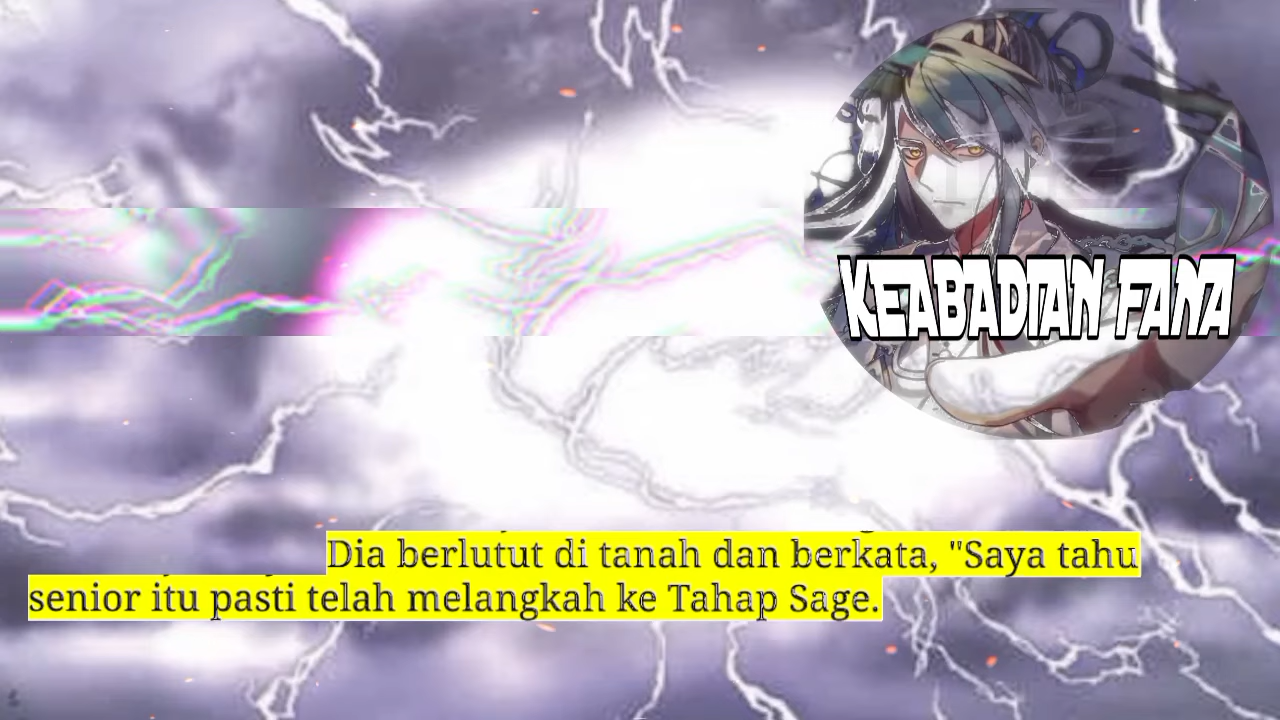 KEABADIAN FANA
Dia berlutut di tanah dan berkata, "Saya tahu
senior itu pasti telah melangkah ke Tahap Sage.